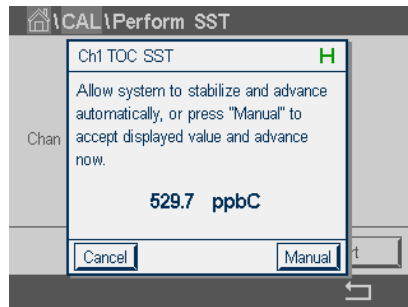 \CAL\Perform SST
Ch1 TOC SST H
Allow system to stabilize and advance
automatically, or press "Manual" to
Chan accept displayed value and advance
now.
529.7 ppbC
Cancel Manual t